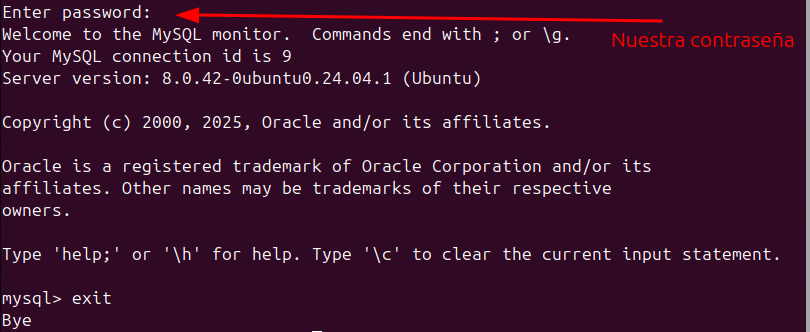 Enter password:
Nuestra contraseña
Welcome to the MySQL monitor.  Commands end with ; or \g.
Your MySQL connection id is 9
Server version: 8.0.42-0ubuntu0.24.04.1 (Ubuntu)
Copyright (c) 2000, 2025, Oracle and/or its affiliates.
Oracle is a registered trademark of Oracle Corporation and/or its
affiliates. Other names may be trademarks of their respective
owners.
Type 'help;' or '\h' for help. Type '\c' to clear the current input statement.
mysql> exit
Bye